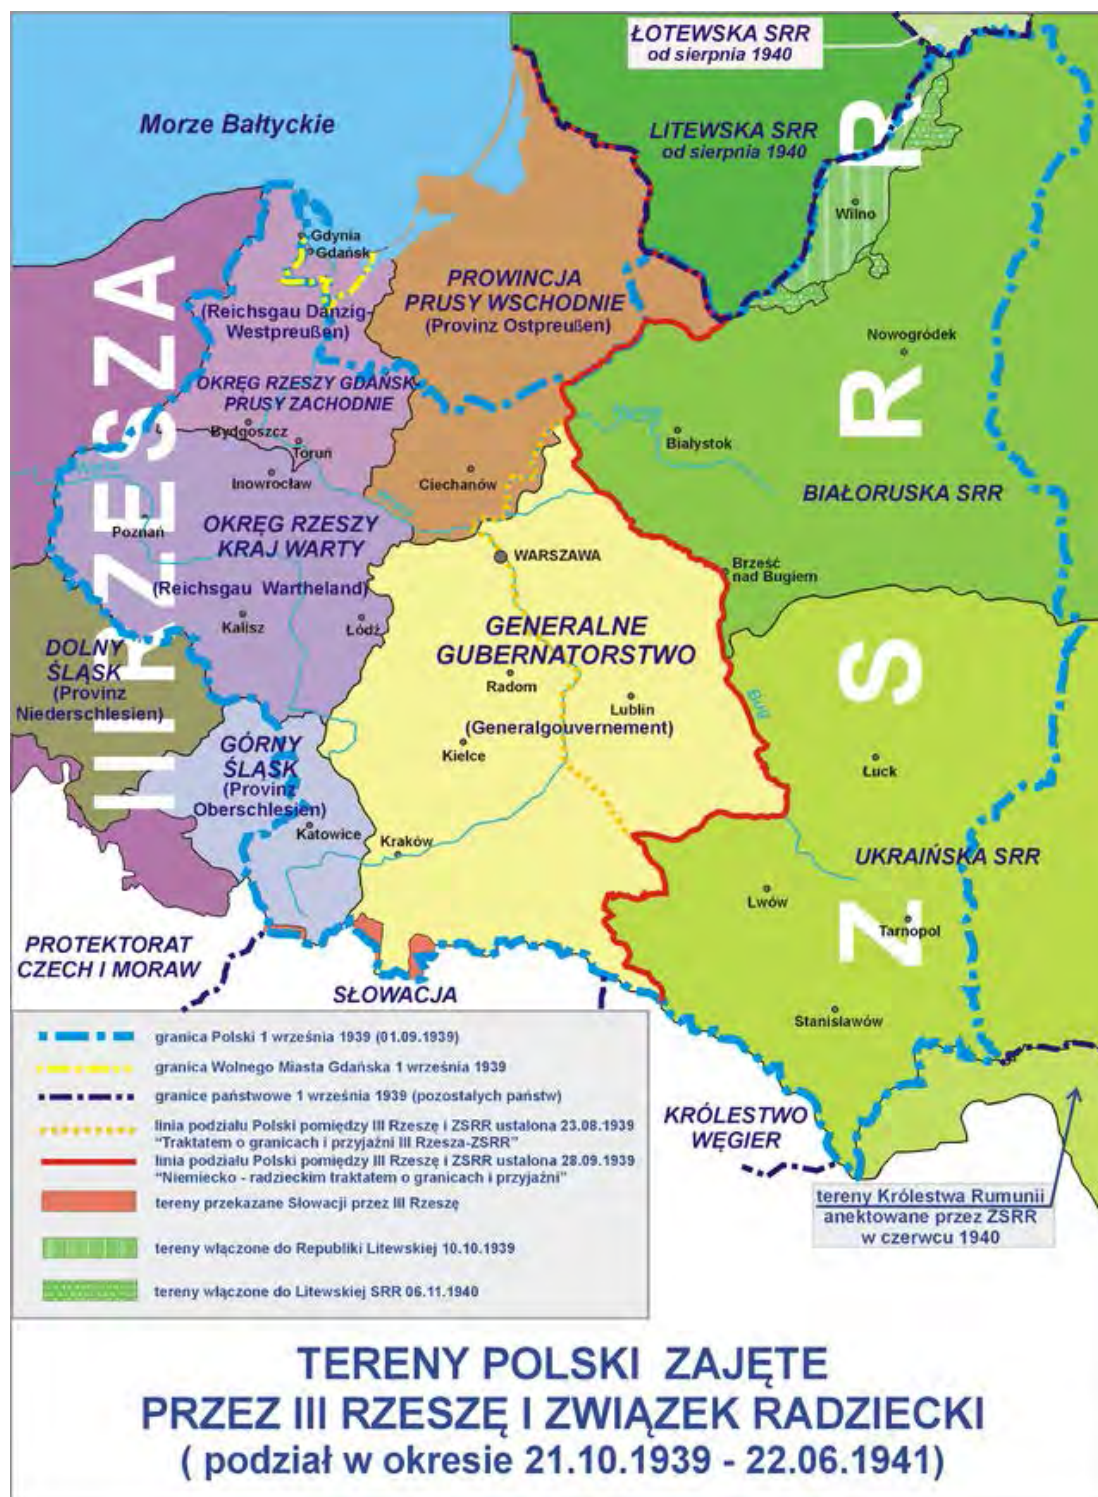 ŁOTEWSKA SRR
od sierpnia 1940
Morze Bałtyckie
LITEWSKA SRR
od sierpnia 1940
Wilno
Gdynia
Gdańsk
PROWINCJA
PRUSY WSCHODNIE
(Provinz Ostpreußen)
(Reichsgau Danzig-
Westpreußen)
Nowogródek
OKRĘG RZESZY GDAŃSK-
PRUSY ZACHODNIE
Bydgoszcz
Toruń
Białystok
Inowrocław
Ciechanów
BIAŁORUSKA SRR
Poznań
OKRĘG RZESZY
KRAJ WARTY
(Reichsgau Wartheland)
WARSZAWA
Brześć
nad Bugiem
III RZESZA
Z S R R
Kalisz
Łódź
GENERALNE
GUBERNATORSTWO
(Generalgouvernement)
Radom
Lublin
Kielce
Bug
DOLNY
ŚLĄSK
(Provinz
Niederschlesien)
GÓRNY
ŚLĄSK
(Provinz
Oberschlesien)
Katowice
Kraków
Łuck
UKRAIŃSKA SRR
Lwów
Tarnopol
Stanisławów
PROTEKTORAT
CZECH I MORAW
SŁOWACJA
KRÓLESTWO
WĘGIER
tereny Królestwa Rumunii
anektowane przez ZSRR
w czerwcu 1940
granica Polski 1 września 1939 (01.09.1939)
granica Wolnego Miasta Gdańska 1 września 1939
granice państwowe 1 września 1939 (pozostałych państw)
linia podziału Polski pomiędzy III Rzeszę i ZSRR ustalona 23.08.1939
"Traktatem o granicach i przyjaźni III Rzesza-ZSRR"
linia podziału Polski pomiędzy III Rzeszę i ZSRR ustalona 28.09.1939
"Niemiecko - radzieckim traktatem o granicach i przyjaźni"
tereny przekazane Słowacji przez III Rzeszę
tereny włączone do Republiki Litewskiej 10.10.1939
tereny włączone do Litewskiej SRR 06.11.1940
TERENY POLSKI ZAJĘTE
PRZEZ III RZESZĘ I ZWIĄZEK RADZIECKI
( podział w okresie 21.10.1939 - 22.06.1941)